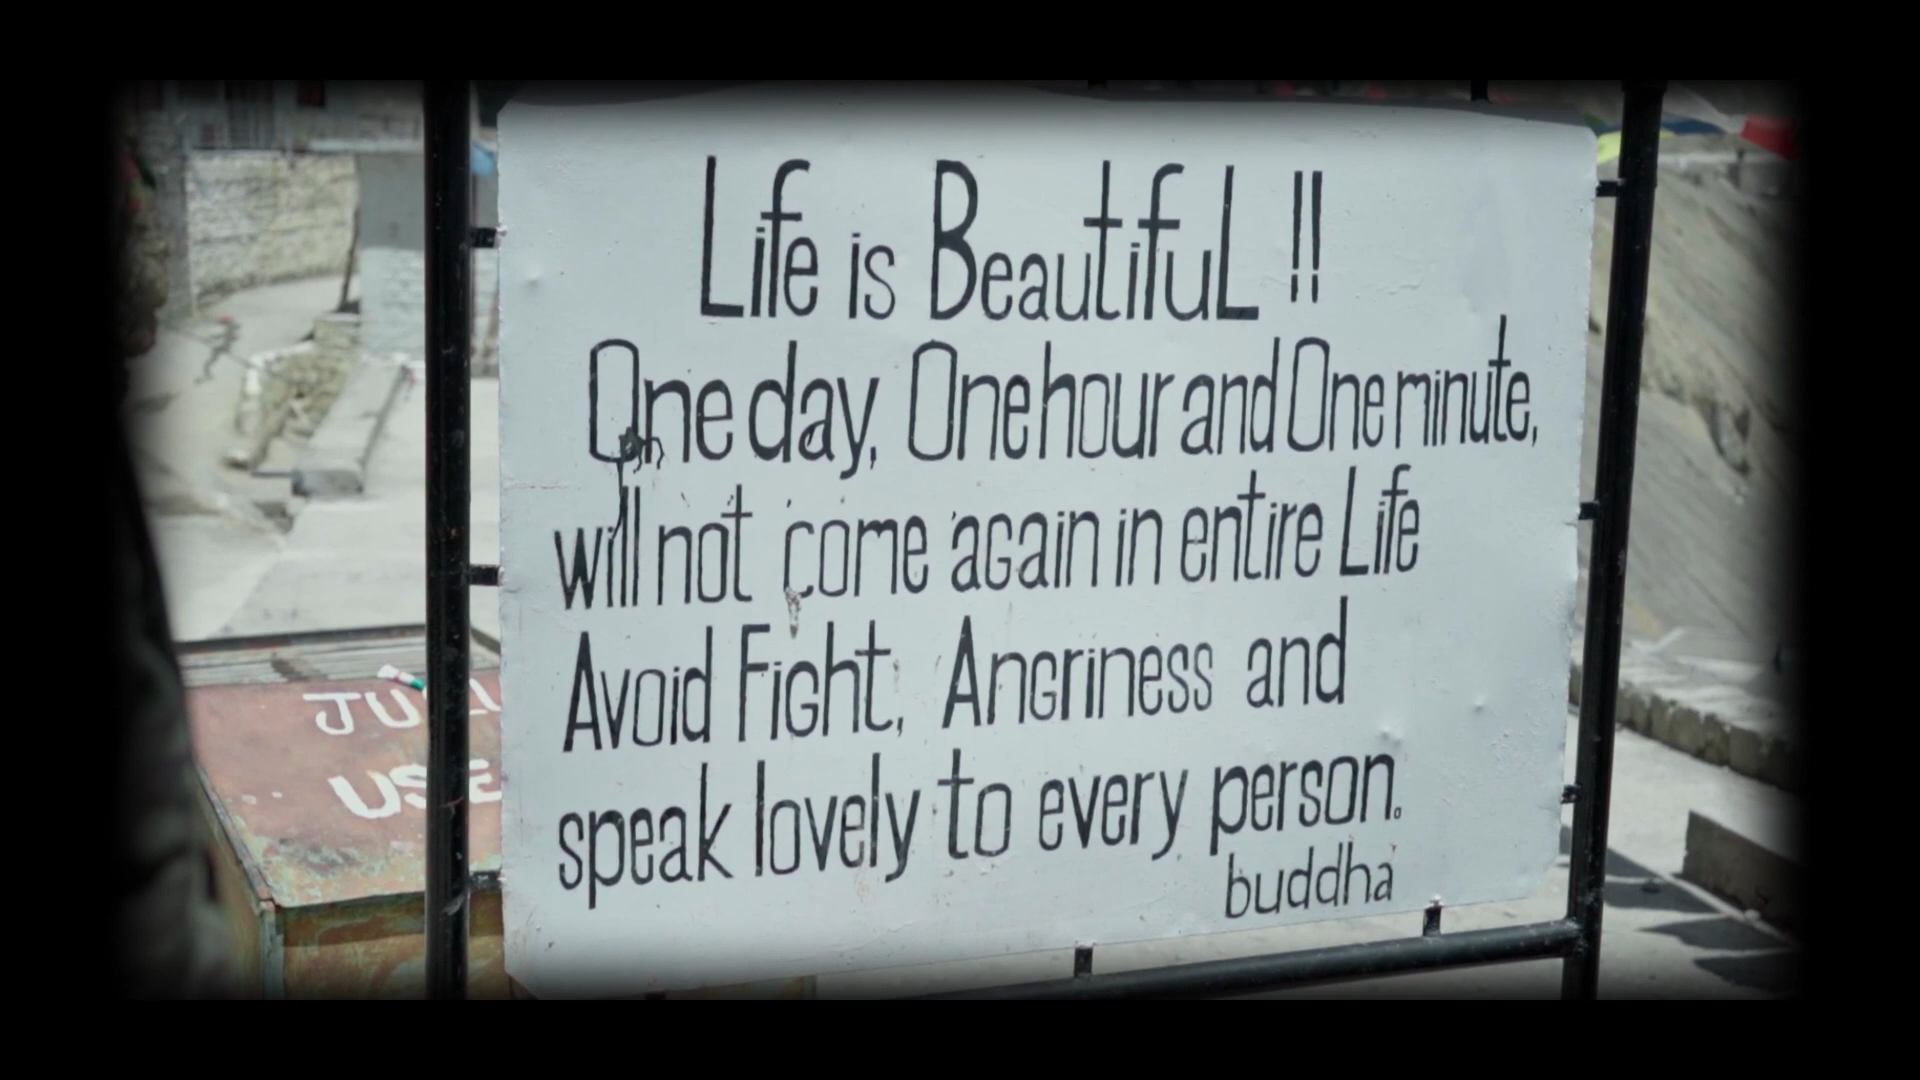 Life is BeautifuL !!
One day, One hour and One minute,
will not come again in entire Life
Avoid Fight, Angriness and
speak lovely to every person.
buddha
USE